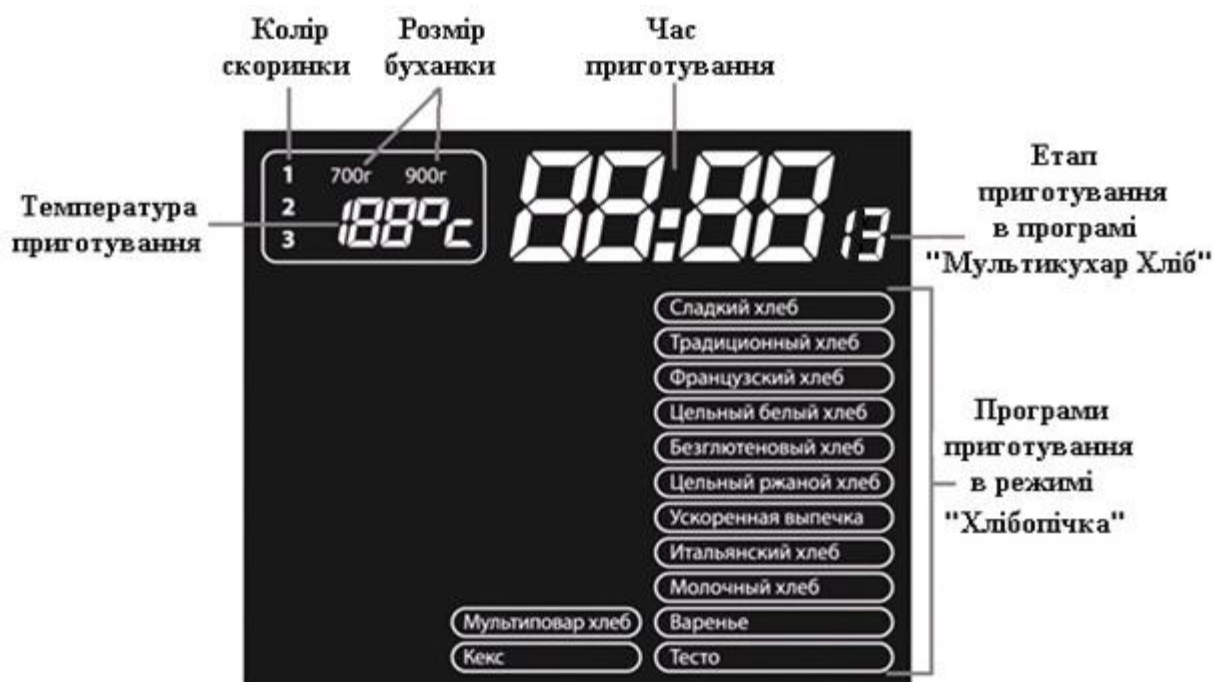 Колір
скоринки
Розмір
буханки
Час
приготування
1
700г 900г
2
3
188°c
88:88
13
Температура
приготування
Етап
приготування
в програмі
"Мультикухар Хліб"
Сладкий хлеб
Традиционный хлеб
Французский хлеб
Цельный белый хлеб
Безглютеновый хлеб
Цельный ржаной хлеб
Ускоренная выпечка
Итальянский хлеб
Молочный хлеб
Мультиповар хлеб Варенье
Кекс Тесто
Програми
приготування
в режимі
"Хлібопічка"